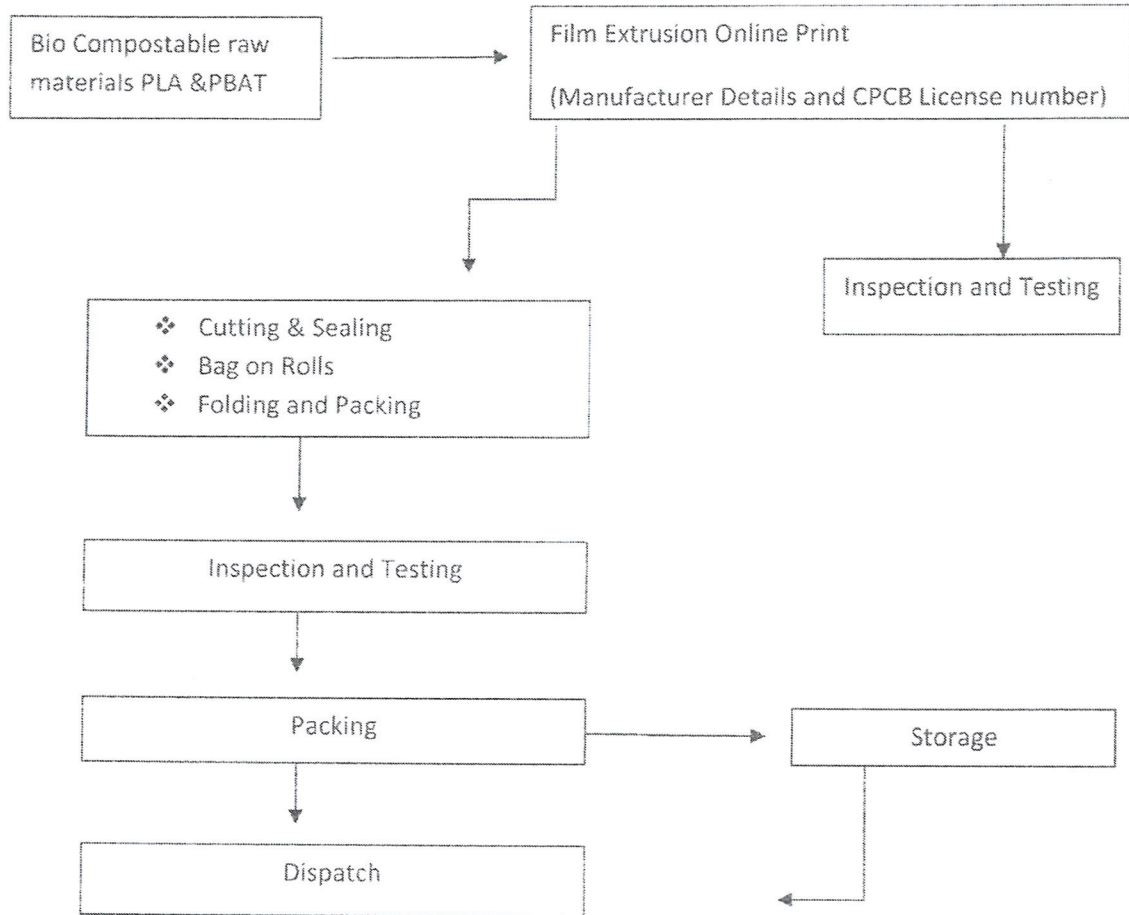 Bio Compostable raw
materials PLA &PBAT
Film Extrusion Online Print
(Manufacturer Details and CPCB License number)
Inspection and Testing
❖ Cutting & Sealing
❖ Bag on Rolls
❖ Folding and Packing
Inspection and Testing
Packing
Storage
Dispatch